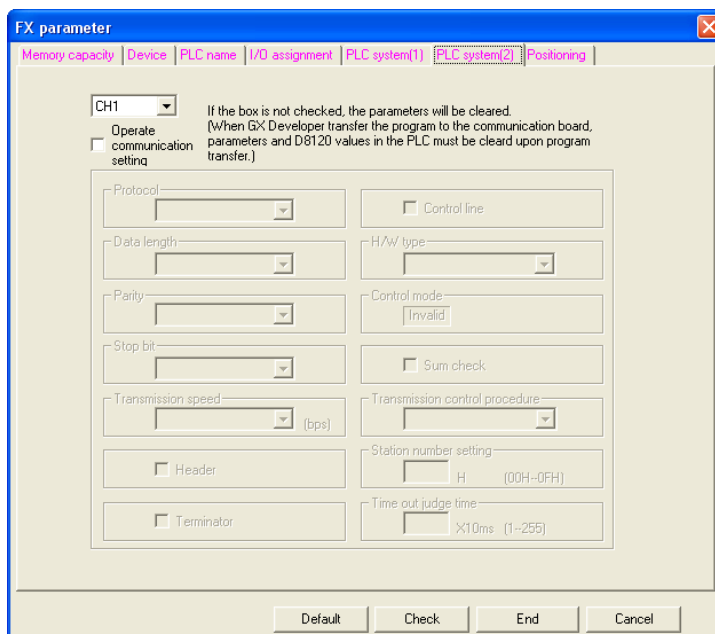 FX parameter
Memory capacity Device PLC name I/O assignment PLC system(1) PLC system(2) Positioning
CH1
If the box is not checked, the parameters will be cleared.
(When GX Developer transfer the program to the communication board,
parameters and D8120 values in the PLC must be cleard upon program
transfer.)
Operate
communication
setting
Protocol
Control line
Data length
H/W type
Parity
Control mode
Invalid
Stop bit
Sum check
Transmission speed
(bps)
Transmission control procedure
Header
Station number setting
H (00H--0FH)
Terminator
Time out judge time
X10ms (1--255)
Default Check End Cancel